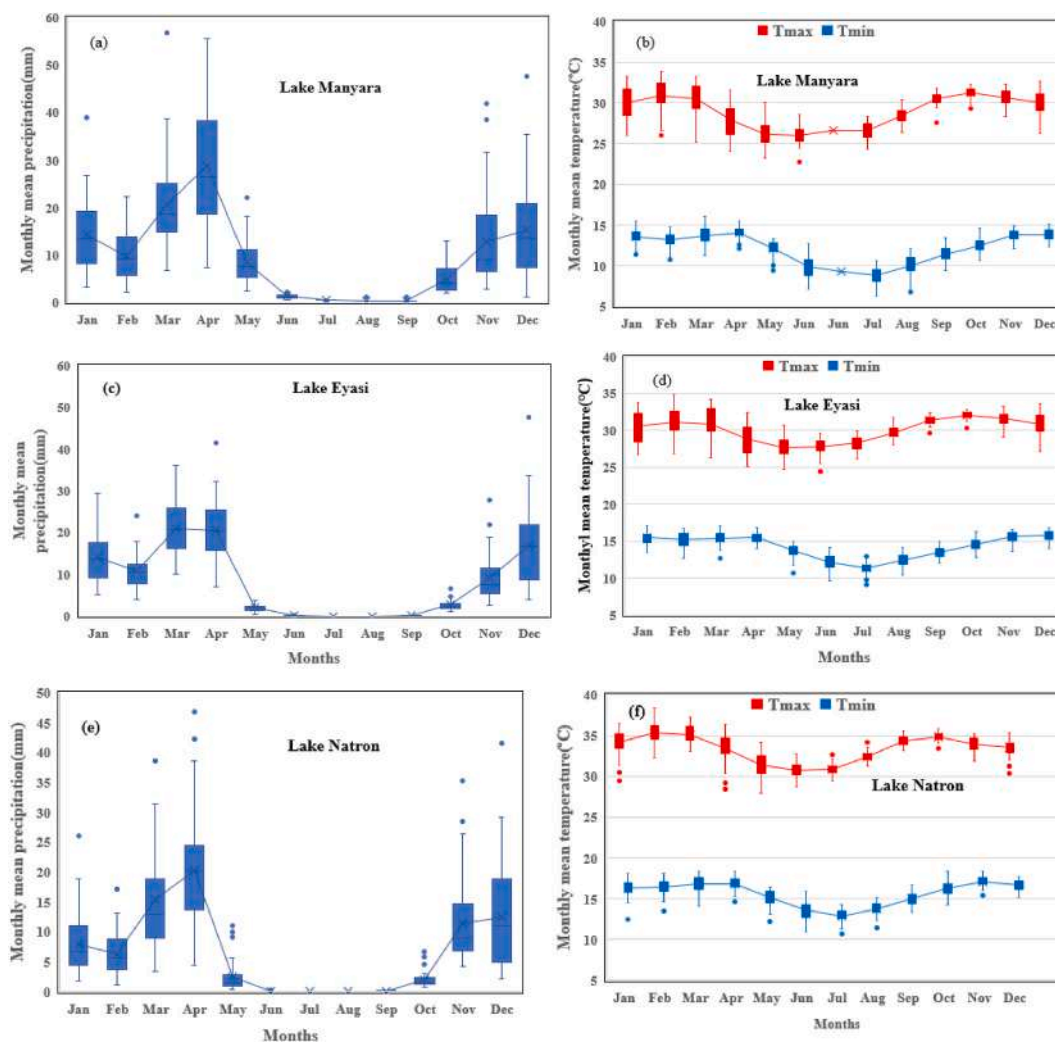 (a)
Lake Manyara
Monthly mean precipitation(mm)
60
50
40
30
20
10
0
Jan Feb Mar Apr May Jun Jul Aug Sep Oct Nov Dec
Tmax Tmin
(b)
Lake Manyara
Monthly mean temperature(°C)
40
35
30
25
20
15
10
5
Jan Feb Mar Apr May Jun Jun Jul Aug Sep Oct Nov Dec
(c)
Lake Eyasi
Monthly mean
precipitation(mm)
60
50
40
30
20
10
0
Jan Feb Mar Apr May Jun Jul Aug Sep Oct Nov Dec
Months
Tmax Tmin
(d)
Lake Eyasi
Monthyl mean temperature(°C)
40
35
30
25
20
15
10
5
Jan Feb Mar Apr May Jun Jul Aug Sep Oct Nov Dec
Months
(e)
Lake Natron
Monthly mean precipitation(mm)
50
45
40
35
30
25
20
15
10
5
0
Jan Feb Mar Apr May Jun Jul Aug Sep Oct Nov Dec
Months
Tmax Tmin
(f)
Lake Natron
Monthly mean temperature(°C)
40
35
30
25
20
15
10
5
Jan Feb Mar Apr May Jun Jul Aug Sep Oct Nov Dec
Months